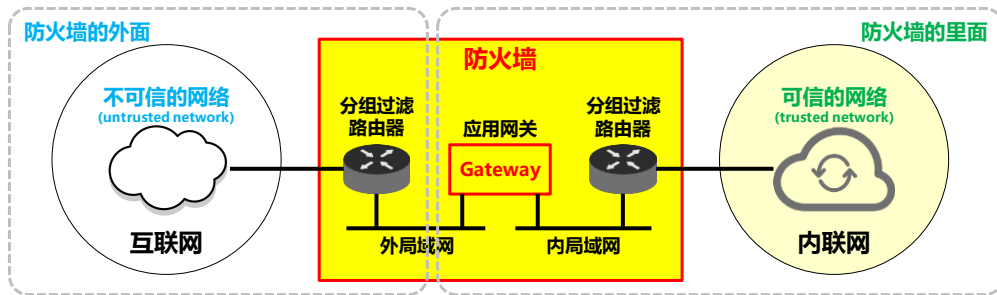 防火墙的外面
防火墙的里面
防火墙
不可信的网络
(untrusted network)
互联网
分组过滤
路由器
外局域网
应用网关
Gateway
分组过滤
路由器
内局域网
可信的网络
(trusted network)
内联网